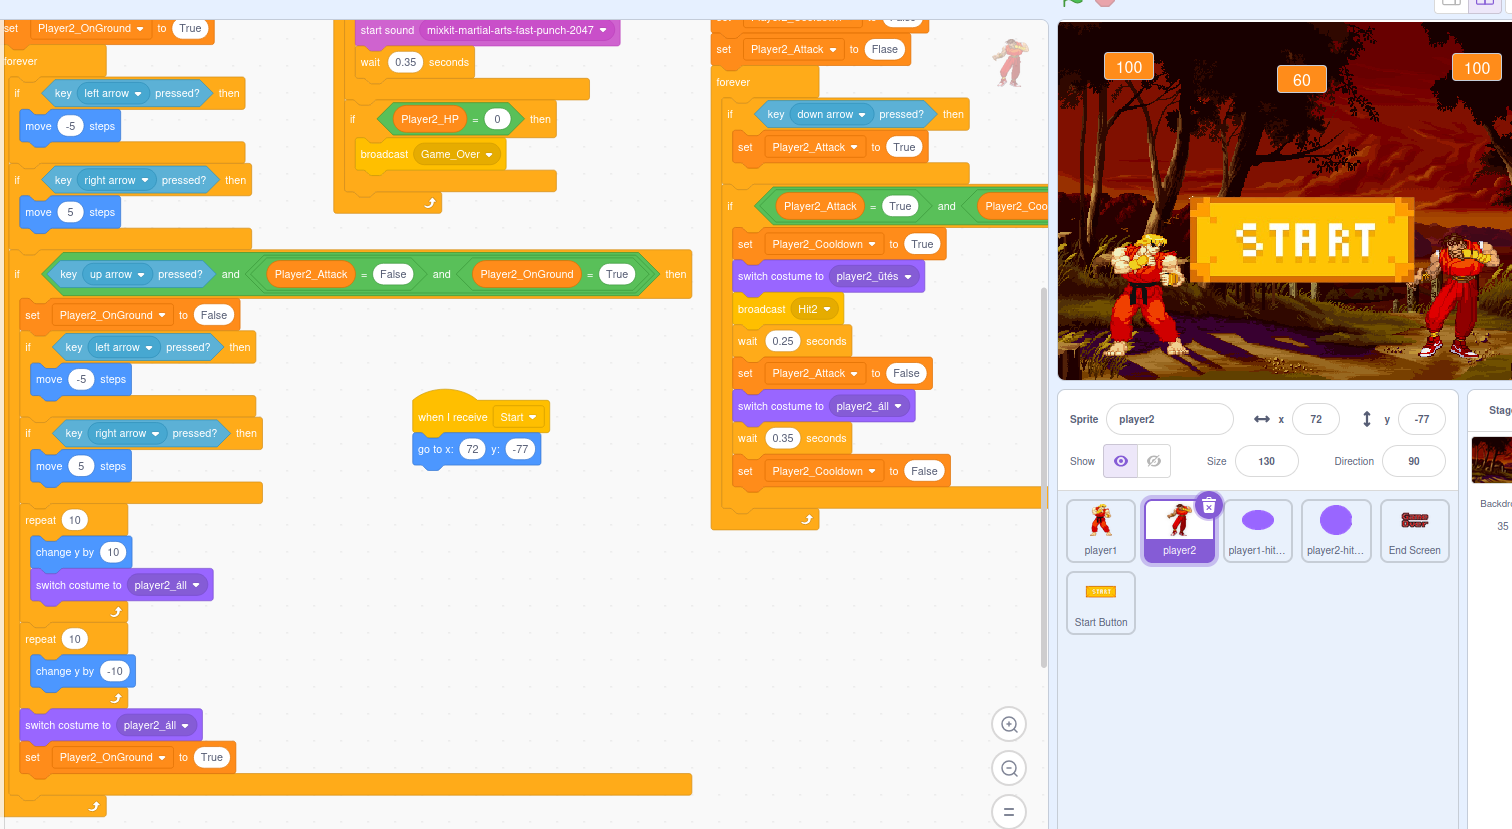 set Player2_OnGround to True
forever
if key left arrow pressed? then
move -5 steps
if key right arrow pressed? then
move 5 steps
if key up arrow pressed? and Player2_Attack = False and Player2_OnGround = True then
set Player2_OnGround to False
if key left arrow pressed? then
move -5 steps
if key right arrow pressed? then
move 5 steps
repeat 10
change y by 10
switch costume to player2_áll
repeat 10
change y by -10
switch costume to player2_áll
set Player2_OnGround to True
start sound mixkit-martial-arts-fast-punch-2047
wait 0.35 seconds
if Player2_HP = 0 then
broadcast Game_Over
when I receive Start
go to x: 72 y: -77
set Player2_Cooldown to False
set Player2_Attack to Flase
forever
if key down arrow pressed? then
set Player2_Attack to True
if Player2_Attack = True and Player2_Coo
set Player2_Cooldown to True
switch costume to player2_ütés
broadcast Hit2
wait 0.25 seconds
set Player2_Attack to False
switch costume to player2_áll
wait 0.35 seconds
set Player2_Cooldown to False
100
60
100
START
Sprite player2 x 72 y -77
Show Size 130 Direction 90
player1
player2
player1-hit...
player2-hit...
Game Over
End Screen
START
Start Button
Stag
Backdro
35